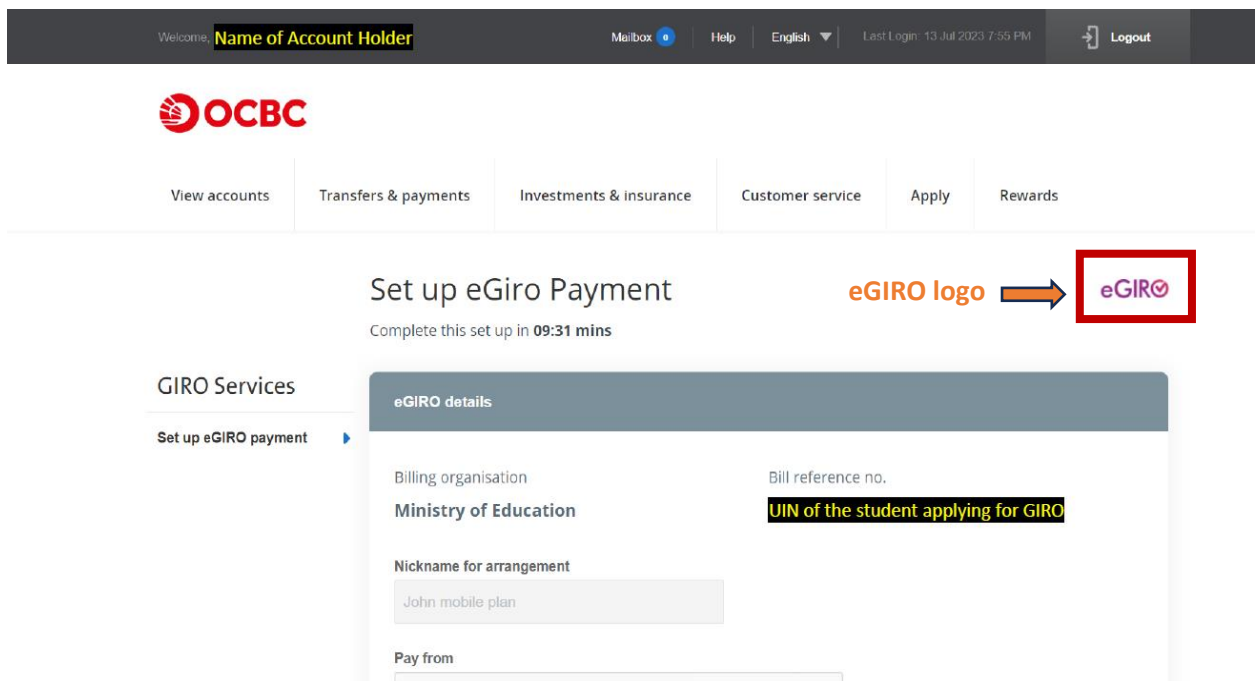 Welcome, Name of Account Holder
Mailbox 0
Help
English
Last Login: 13 Jul 2023 7:55 PM
Logout
OCBC
View accounts
Transfers & payments
Investments & insurance
Customer service
Apply
Rewards
Set up eGiro Payment
eGIRO logo
eGIRO
Complete this set up in 09:31 mins
GIRO Services
Set up eGIRO payment
eGIRO details
Billing organisation
Bill reference no.
Ministry of Education
UIN of the student applying for GIRO
Nickname for arrangement
John mobile plan
Pay from